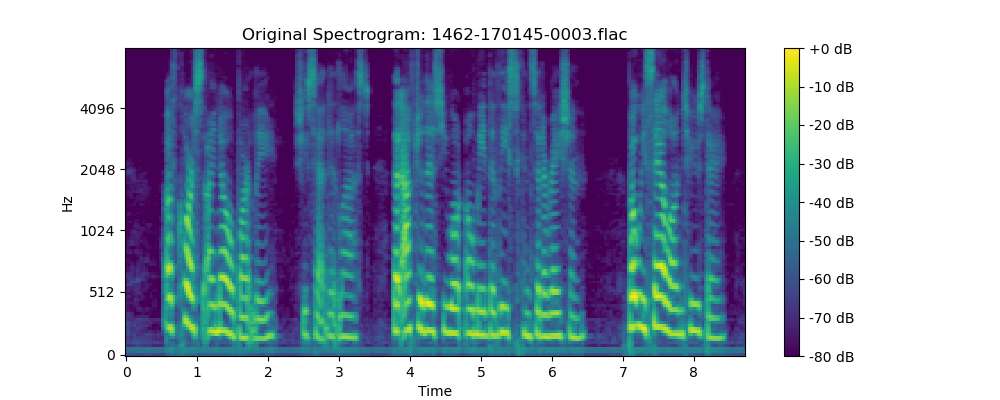 Original Spectrogram: 1462-170145-0003.flac
Hz
4096
2048
1024
512
0
0 1 2 3 4 5 6 7 8
Time
+0 dB
-10 dB
-20 dB
-30 dB
-40 dB
-50 dB
-60 dB
-70 dB
-80 dB